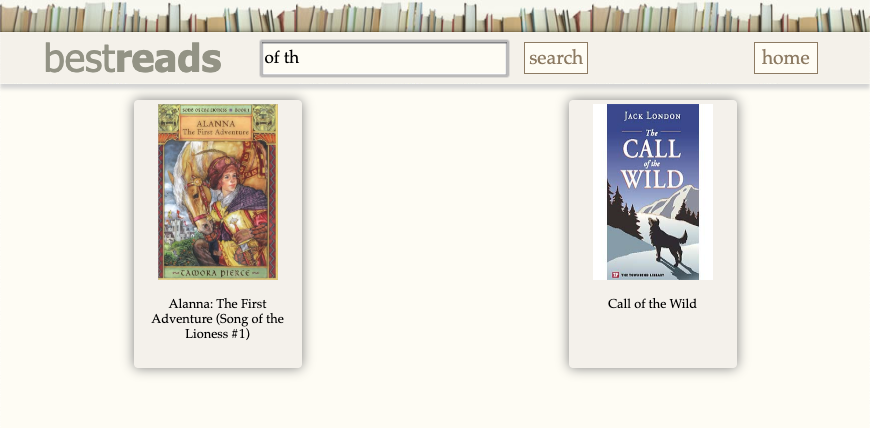 bestreads
of th
search
home
SONG OF THE LIONESS BOOK I
ALANNA
The First Adventure
TAMORA PIERCE
Alanna: The First
Adventure (Song of the
Lioness #1)
JACK LONDON
The
CALL
of the
WILD
THE TOWNSEND LIBRARY
Call of the Wild